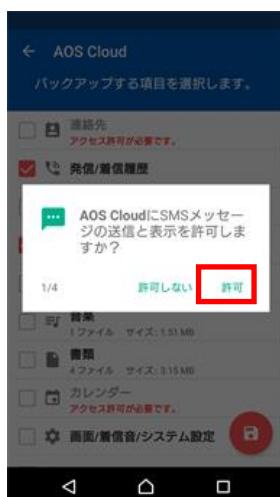 AOS Cloud
バックアップする項目を選択します。
連絡先
アクセス許可が必要です。
発信/着信履歴
AOS CloudにSMSメッセー
ジの送信と表示を許可しま
すか？
1/4
許可しない
許可
音楽
1 ファイル サイズ: 1.51 MB
書類
4 ファイル サイズ: 3.15 MB
カレンダー
アクセス許可が必要です。
画面/着信音/システム設定